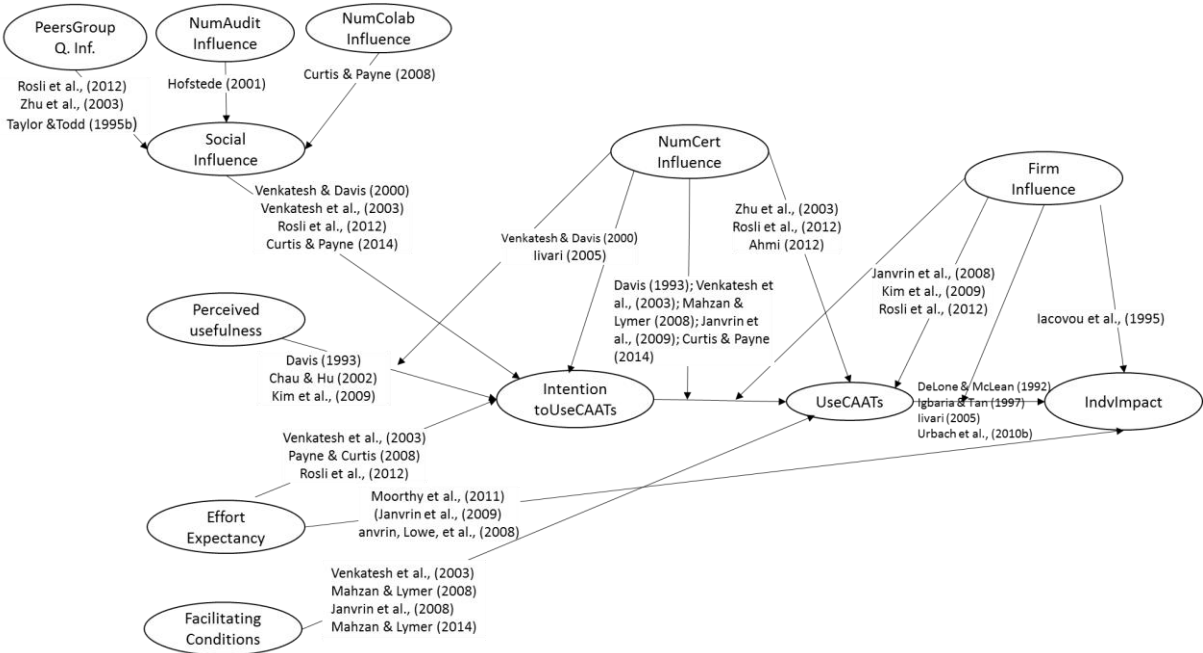 PeersGroup
Q. Inf.
NumAudit
Influence
NumColab
Influence
Rosli et al., (2012)
Zhu et al., (2003)
Taylor &Todd (1995b)
Hofstede (2001)
Curtis & Payne (2008)
Social
Influence
NumCert
Influence
Firm
Influence
Venkatesh & Davis (2000)
Venkatesh et al., (2003)
Rosli et al., (2012)
Curtis & Payne (2014)
Venkatesh & Davis (2000)
Iivari (2005)
Zhu et al., (2003)
Rosli et al., (2012)
Ahmi (2012)
Davis (1993); Venkatesh et
al., (2003); Mahzan &
Lymer (2008); Janvrin et
al., (2009); Curtis & Payne
(2014)
Janvrin et al., (2008)
Kim et al., (2009)
Rosli et al., (2012)
Iacovou et al., (1995)
Perceived
usefulness
Davis (1993)
Chau & Hu (2002)
Kim et al., (2009)
Intention
toUseCAATs
UseCAATs
DeLone & McLean (1992)
Igbaria & Tan (1997)
Iivari (2005)
Urbach et al., (2010b)
IndvImpact
Venkatesh et al., (2003)
Payne & Curtis (2008)
Rosli et al., (2012)
Effort
Expectancy
Moorthy et al., (2011)
(Janvrin et al., (2009)
anvrin, Lowe, et al., (2008)
Facilitating
Conditions
Venkatesh et al., (2003)
Mahzan & Lymer (2008)
Janvrin et al., (2008)
Mahzan & Lymer (2014)